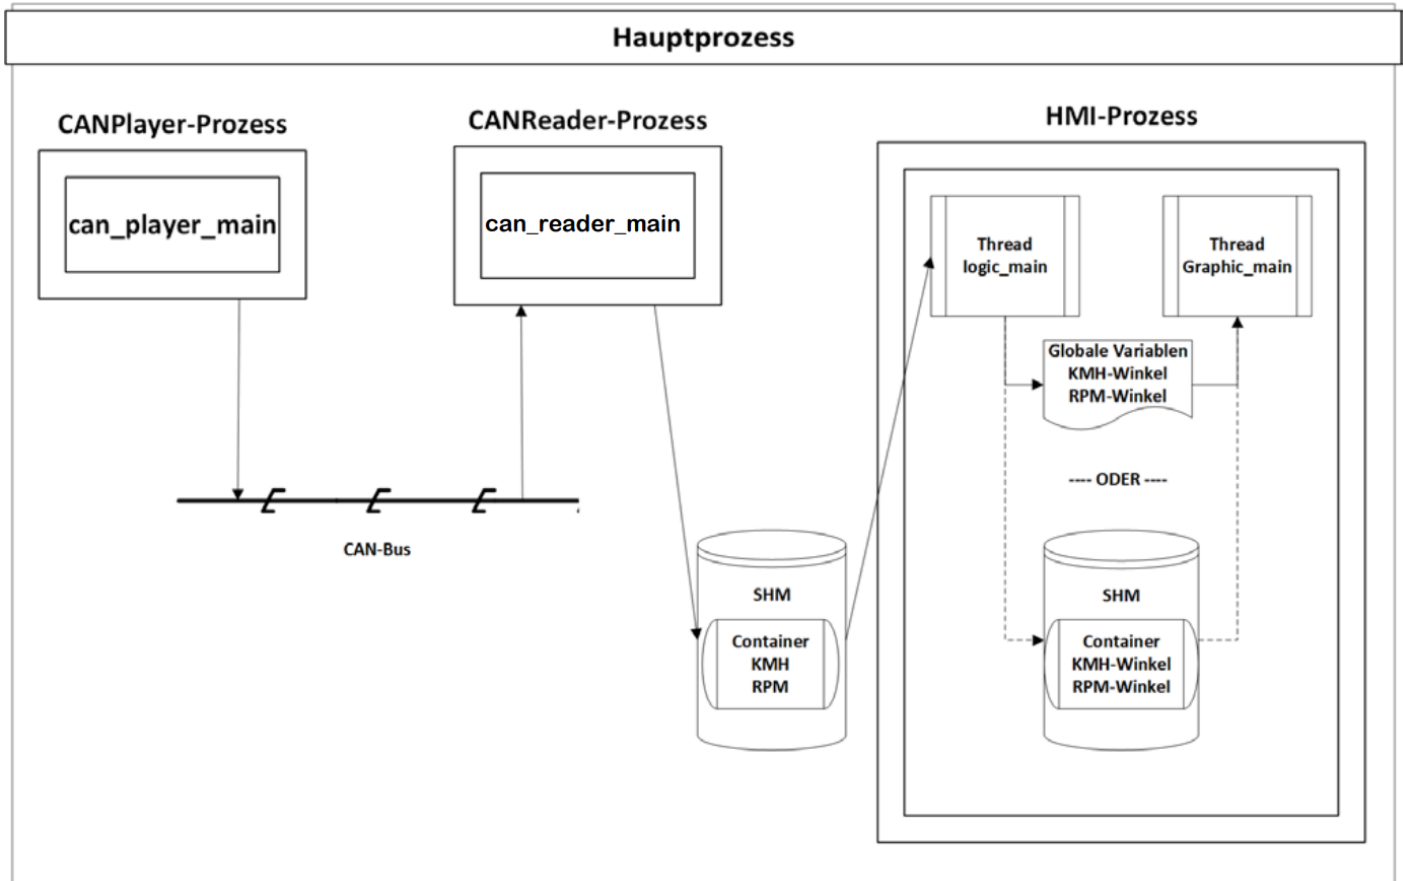 Hauptprozess
CANPlayer-Prozess
can_player_main
CANReader-Prozess
can_reader_main
HMI-Prozess
Thread
logic_main
Thread
Graphic_main
Globale Variablen
KMH-Winkel
RPM-Winkel
---- ODER ----
CAN-Bus
SHM
Container
KMH
RPM
SHM
Container
KMH-Winkel
RPM-Winkel